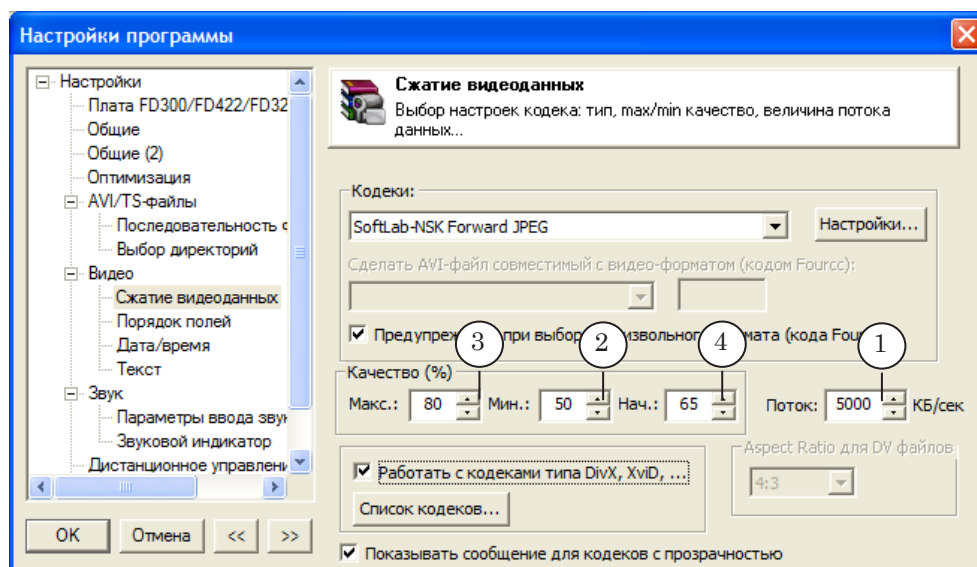 Настройки программы
Настройки
Плата FD300/FD422/FD32
Общие
Общие (2)
Оптимизация
AVI/TS-файлы
Последовательность
Выбор директорий
Видео
Сжатие видеоданных
Порядок полей
Дата/время
Текст
Звук
Параметры ввода
Звуковой индикатор
Дистанционное
OK
Отмена
<<
>>
Сжатие видеоданных
Выбор настроек кодека: тип, max/min качество, величина потока
данных...
Кодеки:
SoftLab-NSK Forward JPEG
Настройки...
Сделать AVI-файл совместимый с видео-форматом (кодом Fourcc):
при (кода
3
2
4
1
Качество (%)
Макс.: 80 Мин.: 50 Нач.: 65 Поток: 5000 КБ/сек
Работать с кодеками типа DivX, XviD, ...
Список кодеков...
Aspect Ratio для DV файлов
4:3
Показывать сообщение для кодеков с прозрачностью